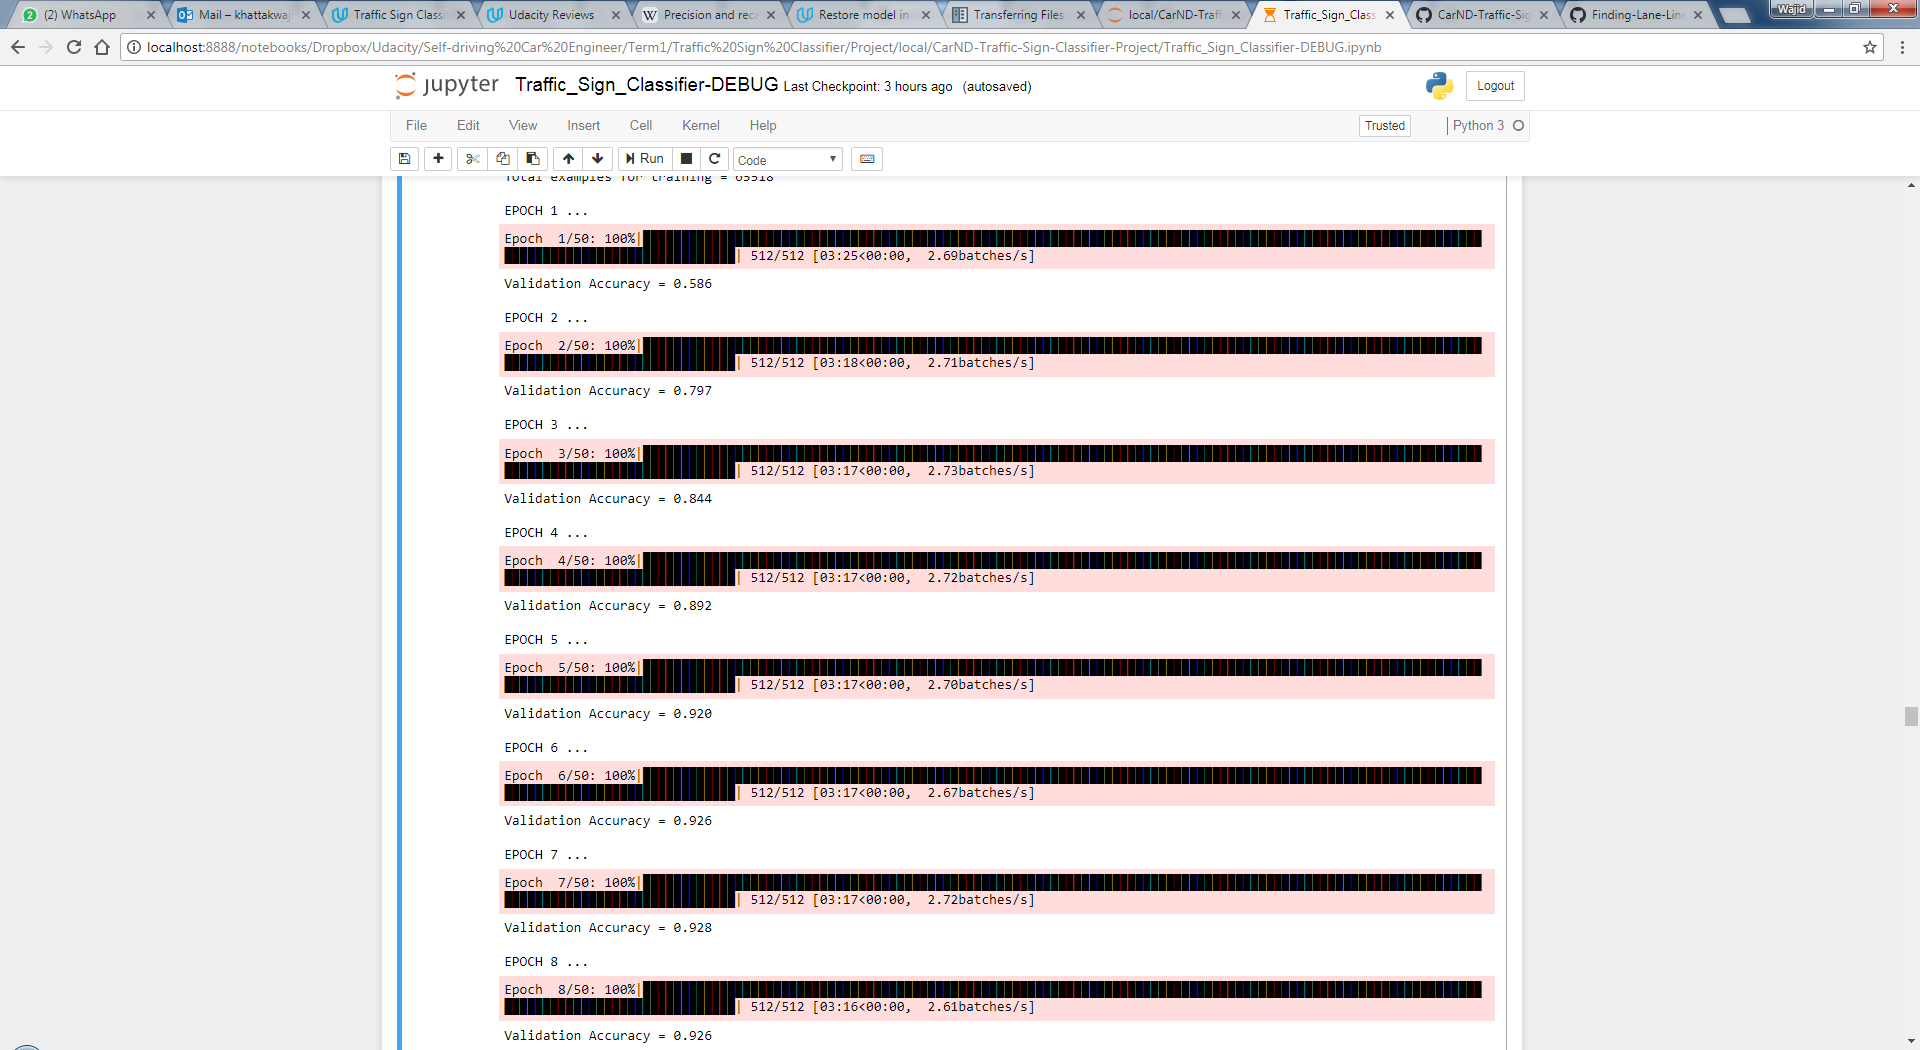 (2) WhatsApp
Mail – khattakwaj
Traffic Sign Classi
Udacity Reviews
Precision and reca
Restore model in
Transferring Files
local/CarND-Traff
Traffic_Sign_Class
CarND-Traffic-Sig
Finding-Lane-Line
Wajid
localhost:8888/notebooks/Dropbox/Udacity/Self-driving%20Car%20Engineer/Term1/Traffic%20Sign%20Classifier/Project/local/CarND-Traffic-Sign-Classifier-Project/Traffic_Sign_Classifier-DEBUG.ipynb
jupyter Traffic_Sign_Classifier-DEBUG Last Checkpoint: 3 hours ago (autosaved)
Logout
File Edit View Insert Cell Kernel Help
Trusted
Python 3
Run
Code
Total examples for training = 65518
EPOCH 1 ...
Epoch 1/50: 100%|
| 512/512 [03:25<00:00, 2.69batches/s]
Validation Accuracy = 0.586
EPOCH 2 ...
Epoch 2/50: 100%|
| 512/512 [03:18<00:00, 2.71batches/s]
Validation Accuracy = 0.797
EPOCH 3 ...
Epoch 3/50: 100%|
| 512/512 [03:17<00:00, 2.73batches/s]
Validation Accuracy = 0.844
EPOCH 4 ...
Epoch 4/50: 100%|
| 512/512 [03:17<00:00, 2.72batches/s]
Validation Accuracy = 0.892
EPOCH 5 ...
Epoch 5/50: 100%|
| 512/512 [03:17<00:00, 2.70batches/s]
Validation Accuracy = 0.920
EPOCH 6 ...
Epoch 6/50: 100%|
| 512/512 [03:17<00:00, 2.67batches/s]
Validation Accuracy = 0.926
EPOCH 7 ...
Epoch 7/50: 100%|
| 512/512 [03:17<00:00, 2.72batches/s]
Validation Accuracy = 0.928
EPOCH 8 ...
Epoch 8/50: 100%|
| 512/512 [03:16<00:00, 2.61batches/s]
Validation Accuracy = 0.926